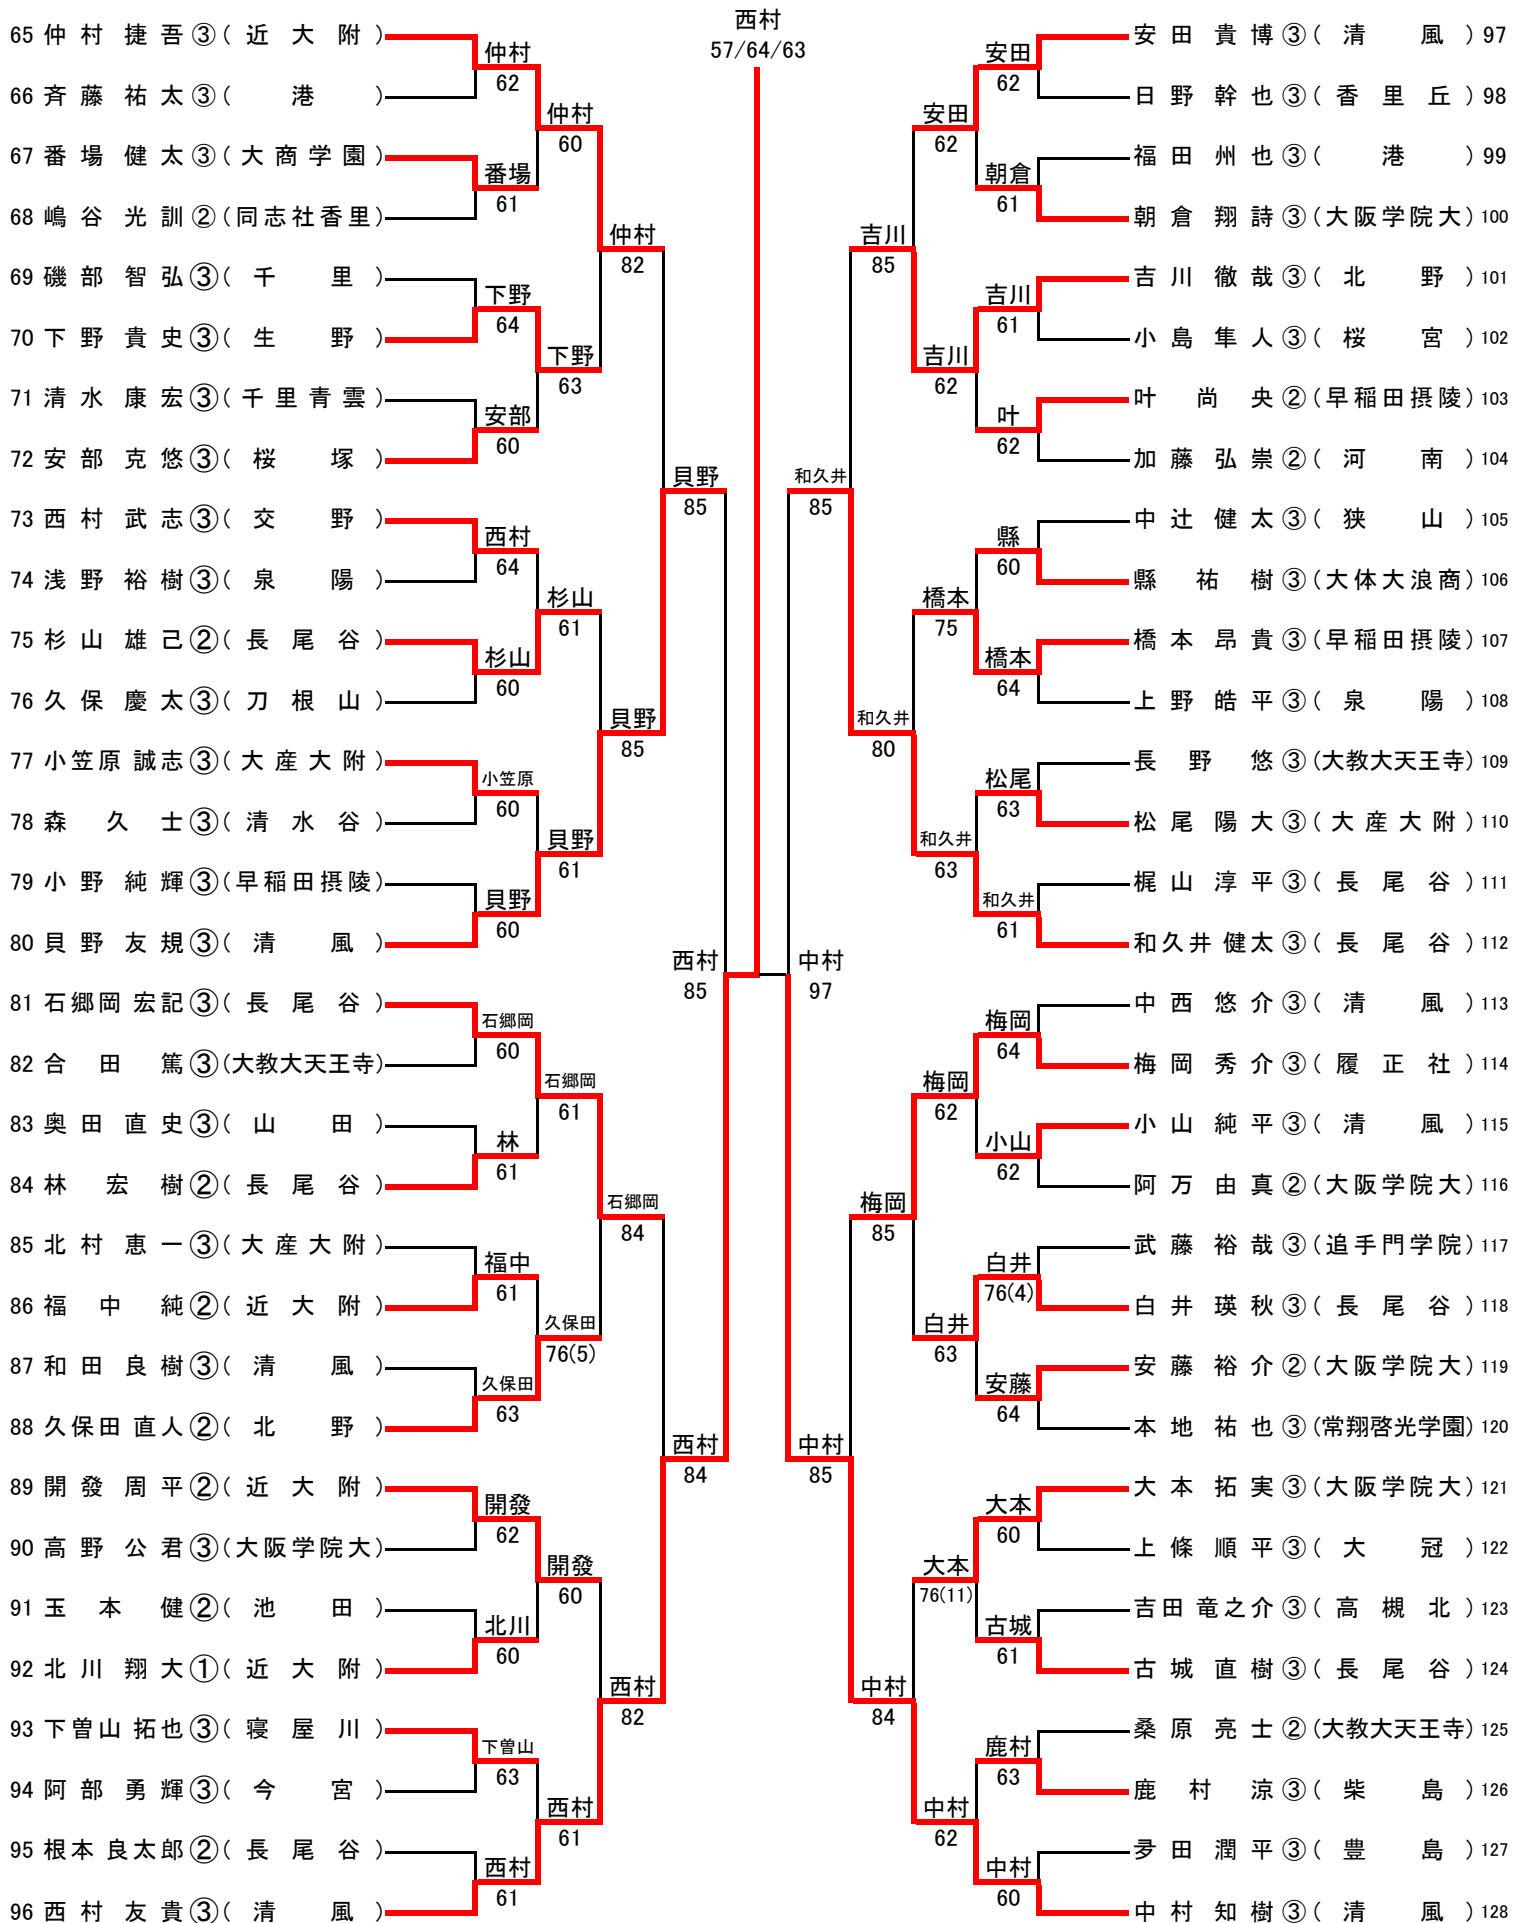 西村
57/64/63
65 仲村 捷吾③(近大附)
66 斉藤 祐太③(港)
67 番場 健太③(大商学園)
68 嶋谷 光訓②(同志社香里)
69 磯部 智弘③(千里)
70 下野 貴史③(生野)
71 清水 康宏③(千里青雲)
72 安部 克悠③(桜塚)
73 西村 武志③(交野)
74 浅野 裕樹③(泉陽)
75 杉山 雄己②(長尾谷)
76 久保 慶太③(刀根山)
77 小笠原 誠志③(大産大附)
78 森 久士③(清水谷)
79 小野 純輝③(早稲田摂陵)
80 貝野 友規③(清風)
81 石郷岡 宏記③(長尾谷)
82 合田 篤③(大教大天王寺)
83 奥田 直史③(山田)
84 林 宏樹②(長尾谷)
85 北村 恵一③(大産大附)
86 福中 純②(近大附)
87 和田 良樹③(清風)
88 久保田 直人②(北野)
89 開發 周平②(近大附)
90 高野 公君③(大阪学院大)
91 玉本 健②(池田)
92 北川 翔大①(近大附)
93 下曽山 拓也③(寝屋川)
94 阿部 勇輝③(今宮)
95 根本 良太郎②(長尾谷)
96 西村 友貴③(清風)
仲村
62
番場
61
下野
64
安部
60
西村
64
杉山
60
小笠原
60
貝野
60
石郷岡
60
林
61
福中
61
久保田
63
開發
62
北川
60
下曽山
63
西村
61
仲村
60
下野
63
杉山
61
貝野
61
石郷岡
61
久保田
76(5)
開發
60
西村
61
仲村
82
貝野
85
石郷岡
84
西村
82
貝野
85
西村
84
西村
85
中村
97
和久井
85
中村
85
吉川
85
和久井
80
梅岡
85
中村
84
安田
62
吉川
62
橋本
75
和久井
63
梅岡
62
白井
63
大本
76(11)
中村
62
安田
62
朝倉
61
吉川
61
叶
62
縣
60
橋本
64
松尾
63
和久井
61
梅岡
64
小山
62
白井
76(4)
安藤
64
大本
60
古城
61
鹿村
63
中村
60
安田 貴博③(清風)97
日野 幹也③(香里丘)98
福田 州也③(港)99
朝倉 翔詩③(大阪学院大)100
吉川 徹哉③(北野)101
小島 隼人③(桜宮)102
叶 尚央②(早稲田摂陵)103
加藤 弘崇②(河南)104
中辻 健太③(狭山)105
縣 祐樹③(大体大浪商)106
橋本 昂貴③(早稲田摂陵)107
上野 皓平③(泉陽)108
長野 悠③(大教大天王寺)109
松尾 陽大③(大産大附)110
梶山 淳平③(長尾谷)111
和久井 健太③(長尾谷)112
中西 悠介③(清風)113
梅岡 秀介③(履正社)114
小山 純平③(清風)115
阿万 由真②(大阪学院大)116
武藤 裕哉③(追手門学院)117
白井 瑛秋③(長尾谷)118
安藤 裕介②(大阪学院大)119
本地 祐也③(常翔啓光学園)120
大本 拓実③(大阪学院大)121
上條 順平③(大冠)122
吉田 竜之介③(高槻北)123
古城 直樹③(長尾谷)124
桑原 亮士②(大教大天王寺)125
鹿村 涼③(柴島)126
夛田 潤平③(豊島)127
中村 知樹③(清風)128